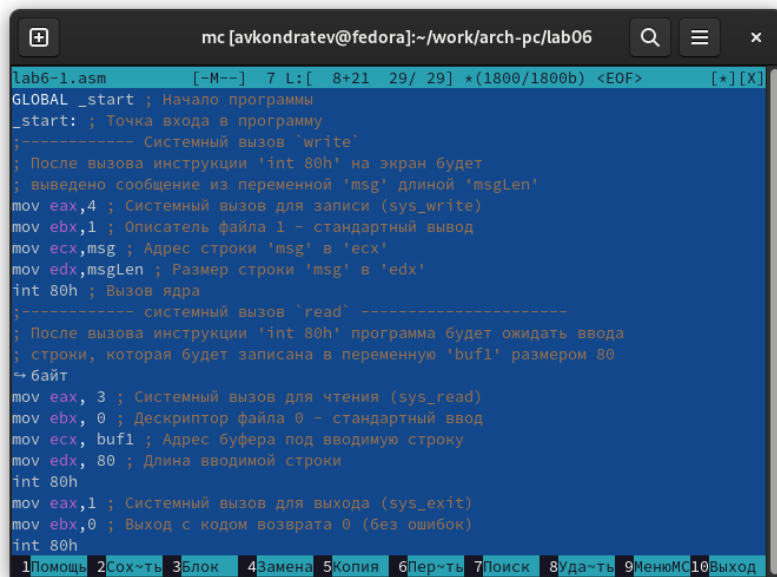 mc [avkondratev@fedora]:~/work/arch-pc/lab06
lab6-1.asm [-M--] 7 L:[ 8+21 29/ 29] *(1800/1800b) <EOF> [*][X]
GLOBAL _start ; Начало программы
_start: ; Точка входа в программу
;------------ Системный вызов `write`
; После вызова инструкции 'int 80h' на экран будет
; выведено сообщение из переменной 'msg' длиной 'msgLen'
mov eax,4 ; Системный вызов для записи (sys_write)
mov ebx,1 ; Описатель файла 1 - стандартный вывод
mov ecx,msg ; Адрес строки 'msg' в 'ecx'
mov edx,msgLen ; Размер строки 'msg' в 'edx'
int 80h ; Вызов ядра
;------------ системный вызов `read` ----------------------
; После вызова инструкции 'int 80h' программа будет ожидать ввода
; строки, которая будет записана в переменную 'buf1' размером 80
↪ байт
mov eax, 3 ; Системный вызов для чтения (sys_read)
mov ebx, 0 ; Дескриптор файла 0 - стандартный ввод
mov ecx, buf1 ; Адрес буфера под вводимую строку
mov edx, 80 ; Длина вводимой строки
int 80h
mov eax,1 ; Системный вызов для выхода (sys_exit)
mov ebx,0 ; Выход с кодом возврата 0 (без ошибок)
int 80h
1Помощь 2Сох~ть 3Блок 4Замена 5Копия 6Пер~ть 7Поиск 8Уда~ть 9МенюMC 10Выход